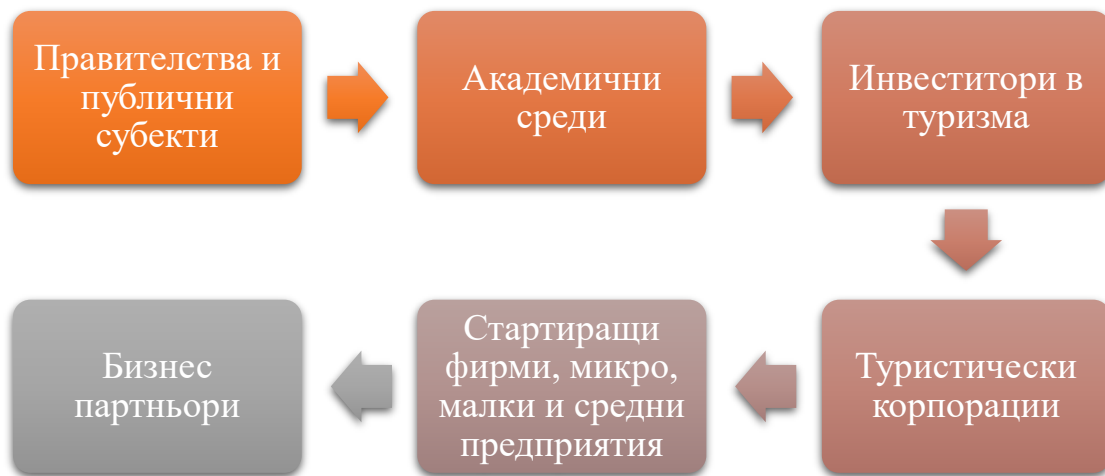 Правителства и
публични
субекти
Академични
среди
Инвеститори в
туризма
Туристически
корпорации
Стартиращи
фирми, микро,
малки и средни
предприятия
Бизнес
партньори